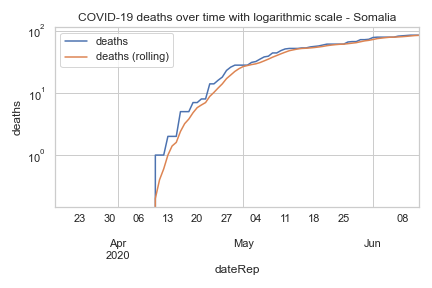 COVID-19 deaths over time with logarithmic scale - Somalia
deaths
deaths (rolling)
10²
10¹
10⁰
deaths
23 30 06 13 20 27 04 11 18 25 08
Apr May Jun
2020
dateRep